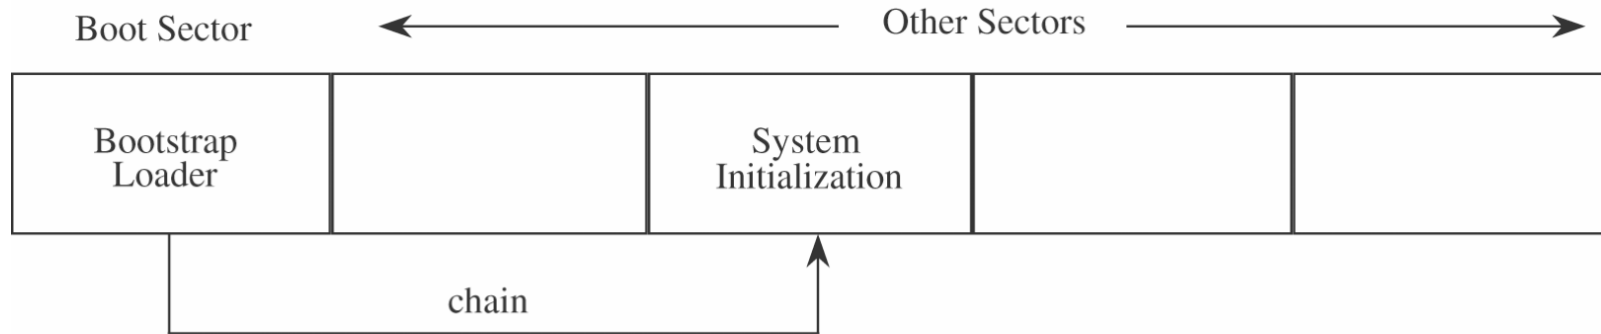 Boot Sector
Other Sectors
Bootstrap
Loader
System
Initialization
chain